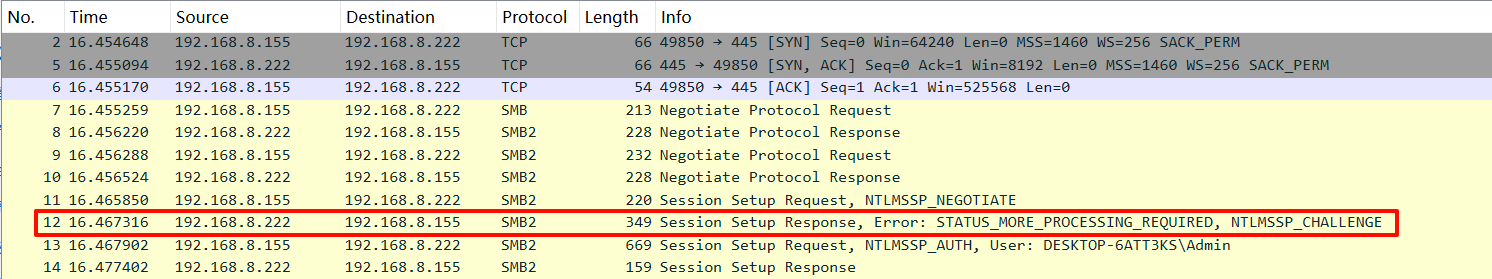 No. Time Source Destination Protocol Length Info
2 16.454648 192.168.8.155 192.168.8.222 TCP 66 49850 → 445 [SYN] Seq=0 Win=64240 Len=0 MSS=1460 WS=256 SACK_PERM
5 16.455094 192.168.8.222 192.168.8.155 TCP 66 445 → 49850 [SYN, ACK] Seq=0 Ack=1 Win=8192 Len=0 MSS=1460 WS=256 SACK_PERM
6 16.455170 192.168.8.155 192.168.8.222 TCP 54 49850 → 445 [ACK] Seq=1 Ack=1 Win=525568 Len=0
7 16.455259 192.168.8.155 192.168.8.222 SMB 213 Negotiate Protocol Request
8 16.456220 192.168.8.222 192.168.8.155 SMB2 228 Negotiate Protocol Response
9 16.456288 192.168.8.155 192.168.8.222 SMB2 232 Negotiate Protocol Request
10 16.456524 192.168.8.222 192.168.8.155 SMB2 228 Negotiate Protocol Response
11 16.465850 192.168.8.155 192.168.8.222 SMB2 220 Session Setup Request, NTLMSSP_NEGOTIATE
12 16.467316 192.168.8.222 192.168.8.155 SMB2 349 Session Setup Response, Error: STATUS_MORE_PROCESSING_REQUIRED, NTLMSSP_CHALLENGE
13 16.467902 192.168.8.155 192.168.8.222 SMB2 669 Session Setup Request, NTLMSSP_AUTH, User: DESKTOP-6ATT3KS\Admin
14 16.477402 192.168.8.222 192.168.8.155 SMB2 159 Session Setup Response